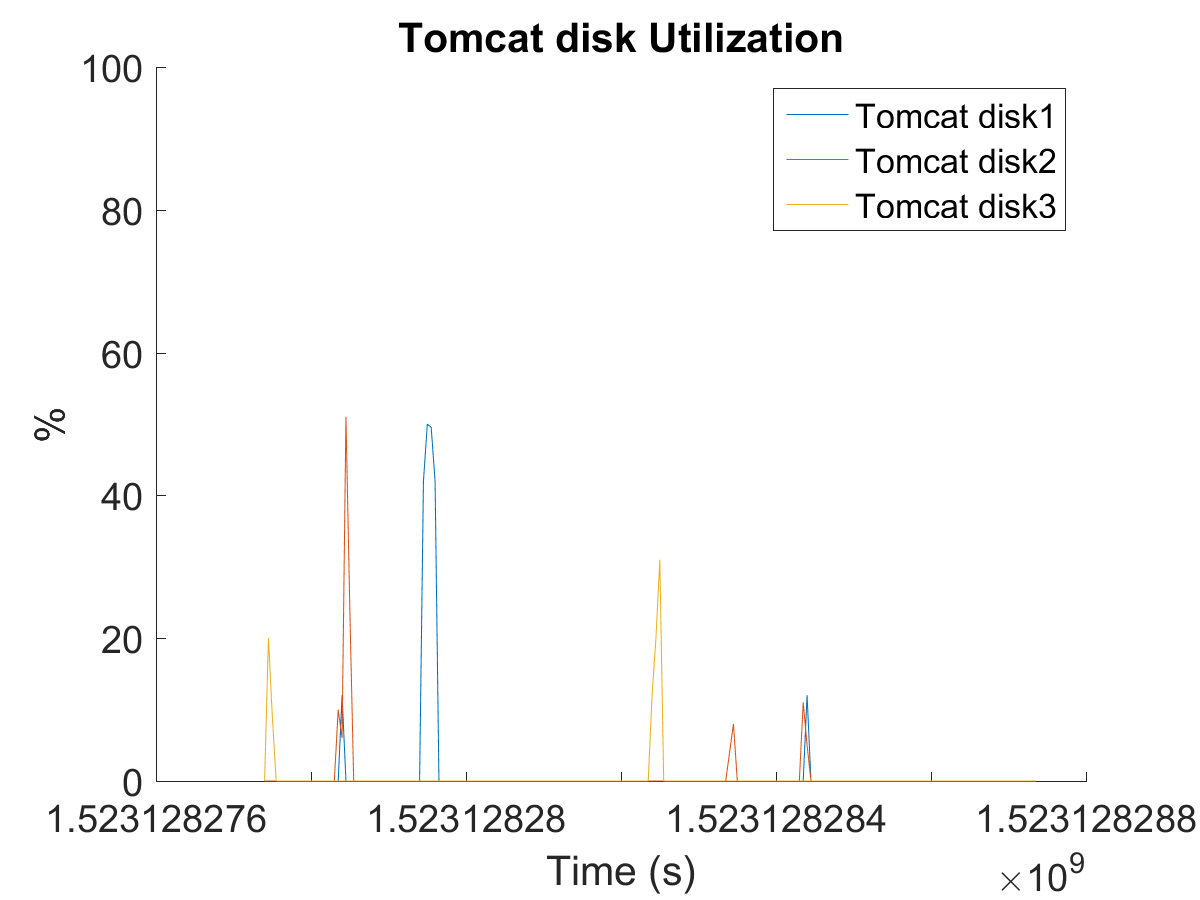 Tomcat disk Utilization
100
80
60
40
20
0
%
Tomcat disk1
Tomcat disk2
Tomcat disk3
1.523128276
1.52312828
1.523128284
1.523128288
Time (s)
×10⁹